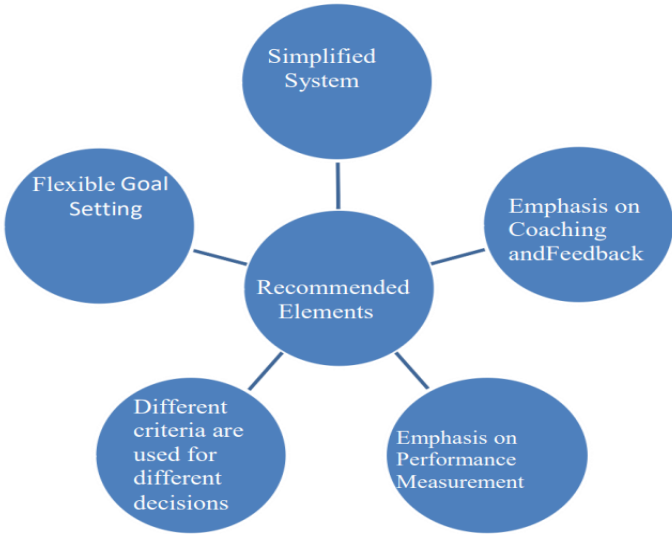 Simplified
System
Flexible Goal
Setting
Emphasis on
Coaching
andFeedback
Recommended
Elements
Different
criteria are
used for
different
decisions
Emphasis on
Performance
Measurement